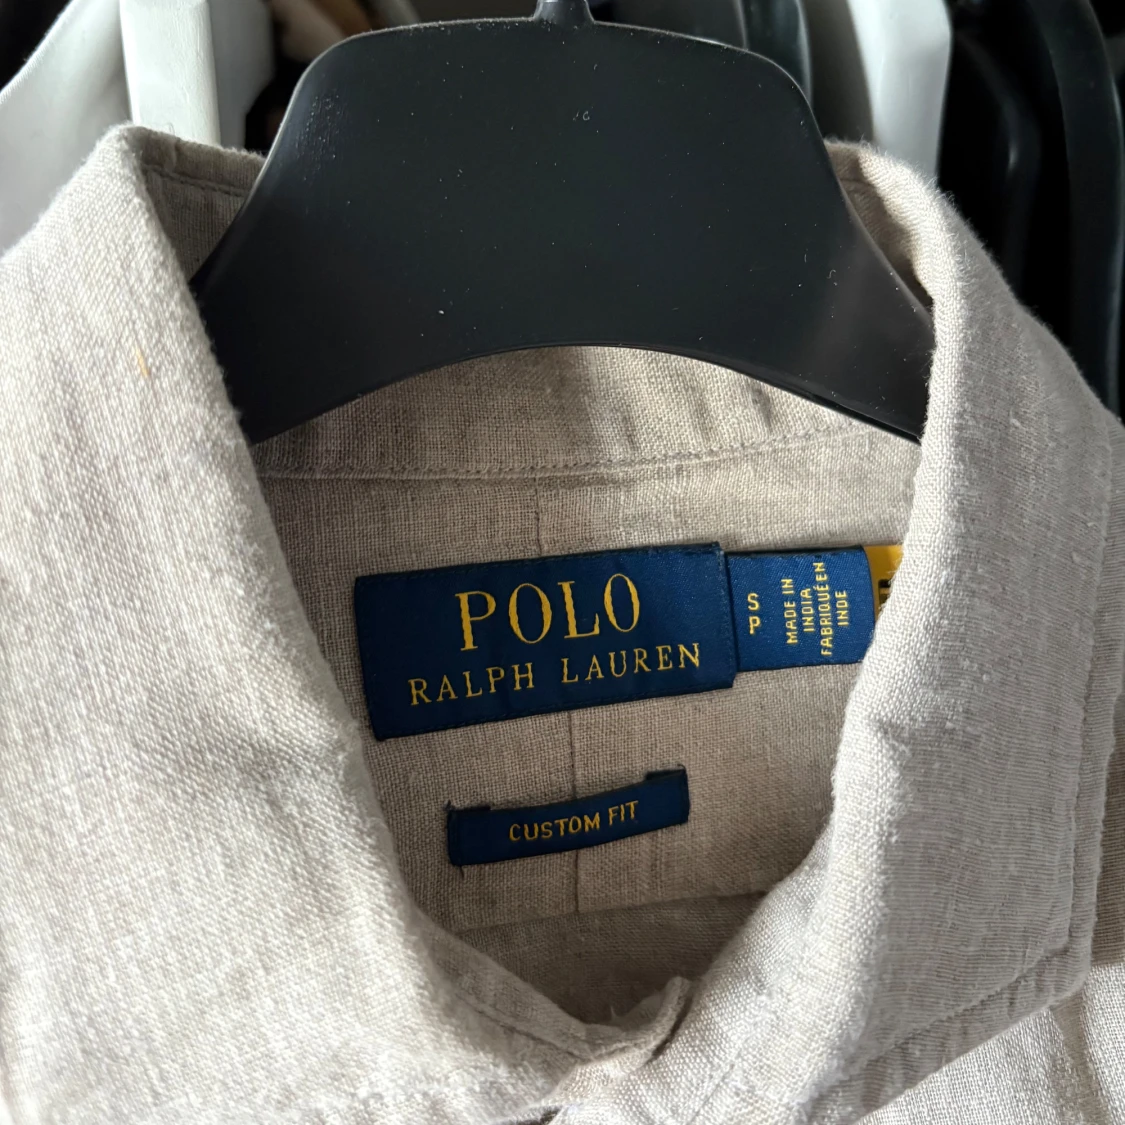 POLO
RALPH LAUREN
S
P
MADE IN
INDIA
FABRIQUÉ EN
INDE
CUSTOM FIT